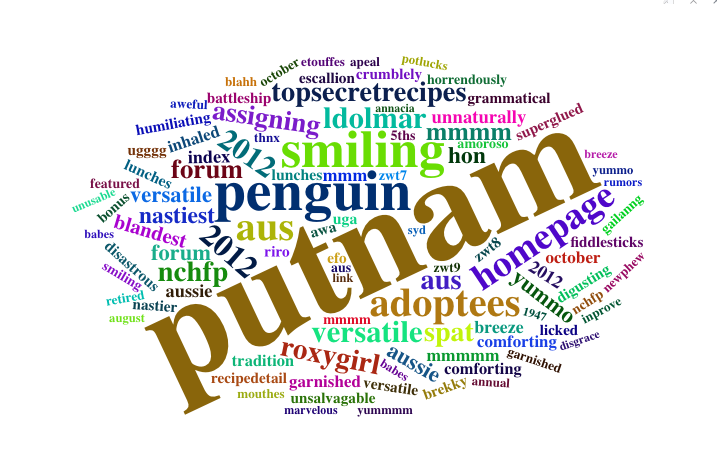 etouffes apeal potlucks
blahh october escallion crumblely horrendously
aweful battleship topsecretrecipes grammatical
humiliating assigning ldolmar annacia unnaturally superglued
ugggg inhaled 2012 thnx smiling 5ths mmmm amoroso
lunches index forum lunches mmm zwt7 hon breeze
featured versatile penguin yummo rumors
unusable bonus nastiest putnam
babes blandest 2012 aus awa uga syd gailanng
disastrous forum riro efo zwt8 homepage fiddlesticks
smiling nchfp aus link zwt9 aus 2012 october newphew
retired nastier aussie adoptees yummo digusting nchfp
august mmmm versatile spat breeze 1947 licked inprove
tradition roxygirl aussie mmmmm comforting disgrace
recipedetail garnished babes versatile comforting garnished
mouthes unsalvagable brekky annual
marvelous yummmm